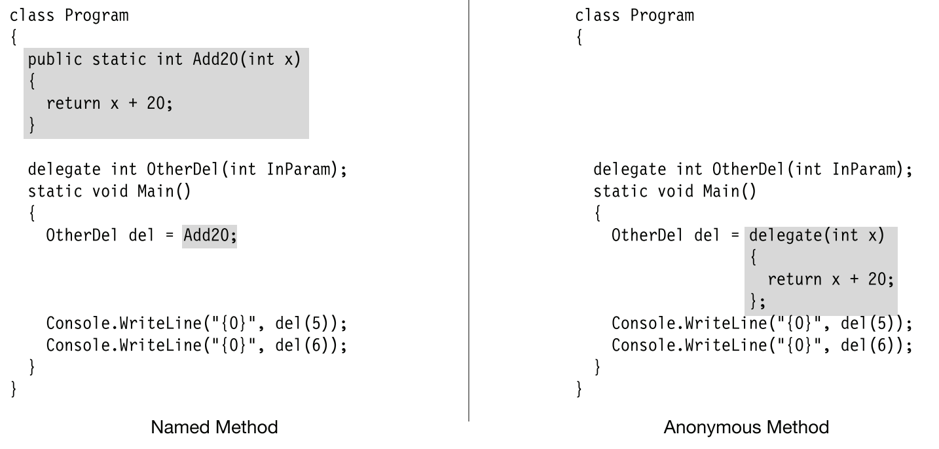 class Program
{
public static int Add20(int x)
{
return x + 20;
}
delegate int OtherDel(int InParam);
static void Main()
{
OtherDel del = Add20;
Console.WriteLine("{0}", del(5));
Console.WriteLine("{0}", del(6));
}
}
Named Method
class Program
{
delegate int OtherDel(int InParam);
static void Main()
{
OtherDel del = delegate(int x)
{
return x + 20;
};
Console.WriteLine("{0}", del(5));
Console.WriteLine("{0}", del(6));
}
}
Anonymous Method